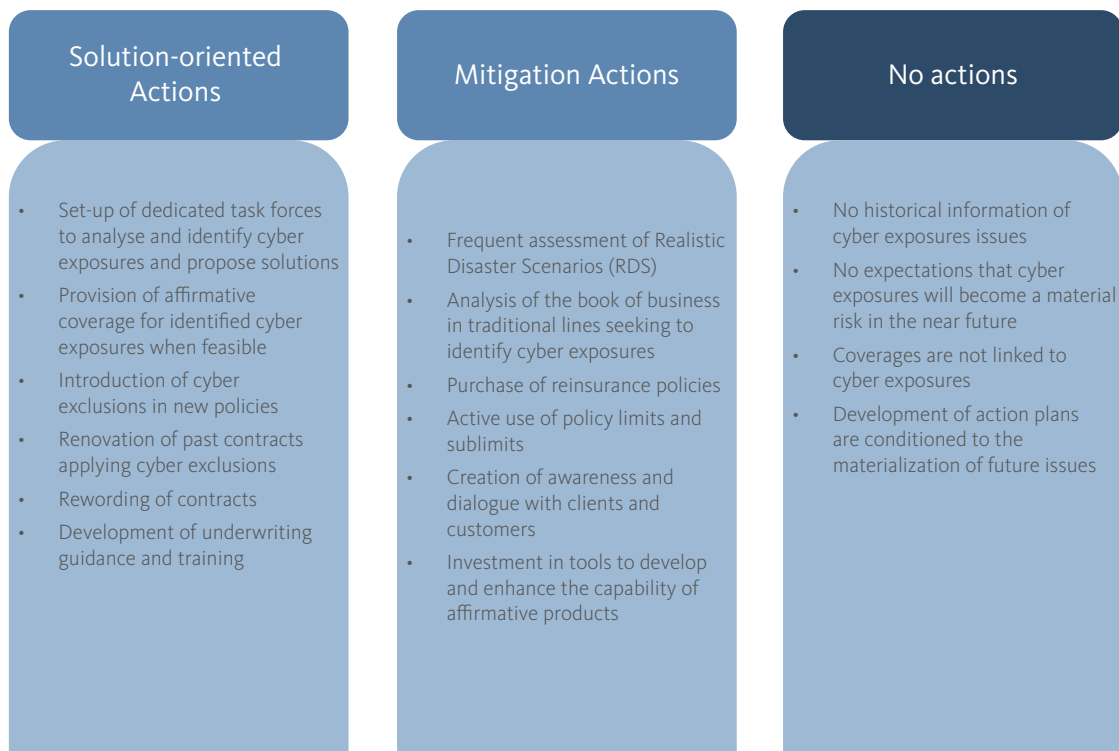 Solution-oriented
Actions
• Set-up of dedicated task forces
to analyse and identify cyber
exposures and propose solutions
• Provision of affirmative
coverage for identified cyber
exposures when feasible
• Introduction of cyber
exclusions in new policies
• Renovation of past contracts
applying cyber exclusions
• Rewording of contracts
• Development of underwriting
guidance and training
Mitigation Actions
• Frequent assessment of Realistic
Disaster Scenarios (RDS)
• Analysis of the book of business
in traditional lines seeking to
identify cyber exposures
• Purchase of reinsurance policies
• Active use of policy limits and
sublimits
• Creation of awareness and
dialogue with clients and
customers
• Investment in tools to develop
and enhance the capability of
affirmative products
No actions
• No historical information of
cyber exposures issues
• No expectations that cyber
exposures will become a material
risk in the near future
• Coverages are not linked to
cyber exposures
• Development of action plans
are conditioned to the
materialization of future issues